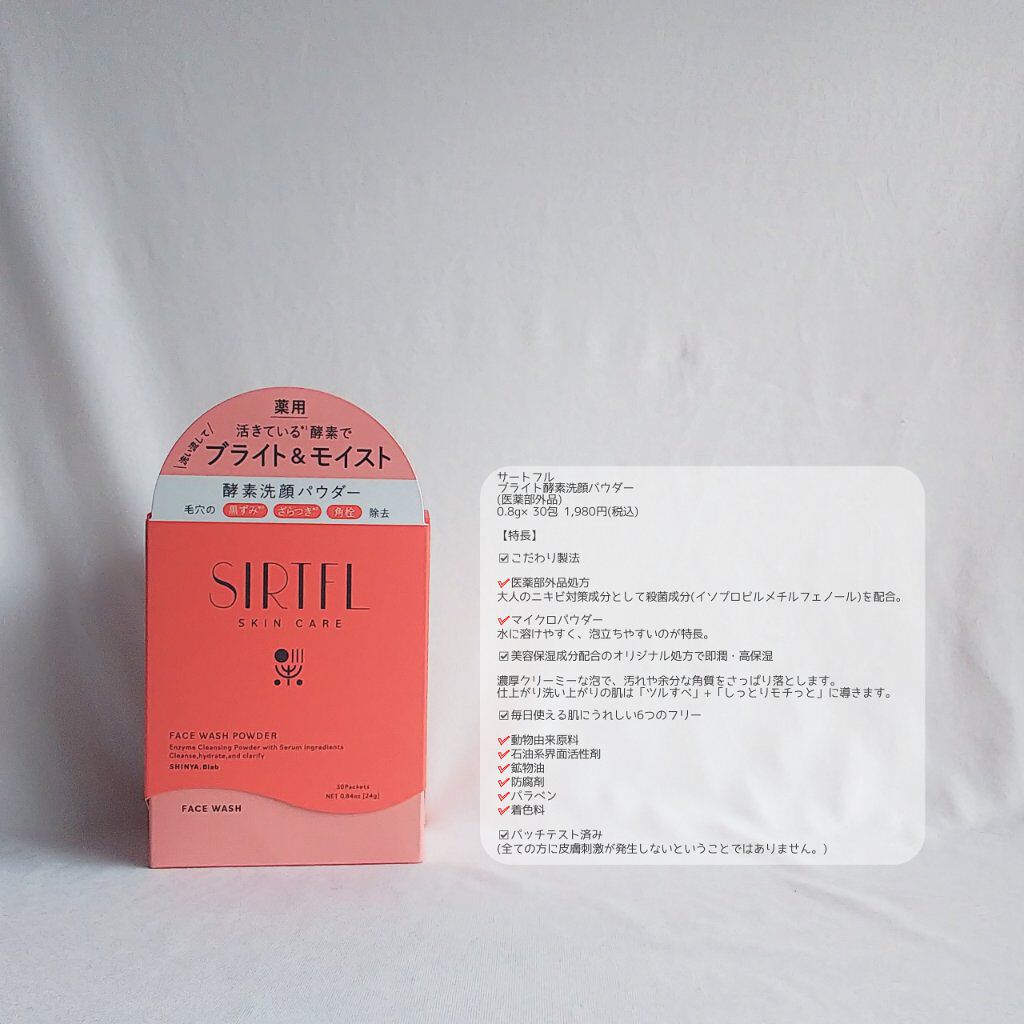 薬用
洗い流して
活きている*¹酵素で
ブライト&モイスト
酵素洗顔パウダー
毛穴の 黒ずみ*² ざらつき*² 角栓 除去
SIRTFL
SKIN CARE
FACE WASH POWDER
Enzyme Cleansing Powder with Serum ingredients
Cleanse,hydrate,and clarify
SHINYA.Blab
30Packets
NET 0.84oz [24g]
FACE WASH
サートフル
ブライト酵素洗顔パウダー
(医薬部外品)
0.8g× 30包 1,980円(税込)
【特長】
☑こだわり製法
✔医薬部外品処方
大人のニキビ対策成分として殺菌成分(イソプロピルメチルフェノール)を配合。
✔マイクロパウダー
水に溶けやすく、泡立ちやすいのが特長。
☑美容保湿成分配合のオリジナル処方で即潤・高保湿
濃厚クリーミーな泡で、汚れや余分な角質をさっぱり落とします。
仕上がり洗い上がりの肌は「ツルすべ」+「しっとりモチっと」に導きます。
☑毎日使える肌にうれしい6つのフリー
✔動物由来原料
✔石油系界面活性剤
✔鉱物油
✔防腐剤
✔パラベン
✔着色料
☑パッチテスト済み
(全ての方に皮膚刺激が発生しないということではありません。)